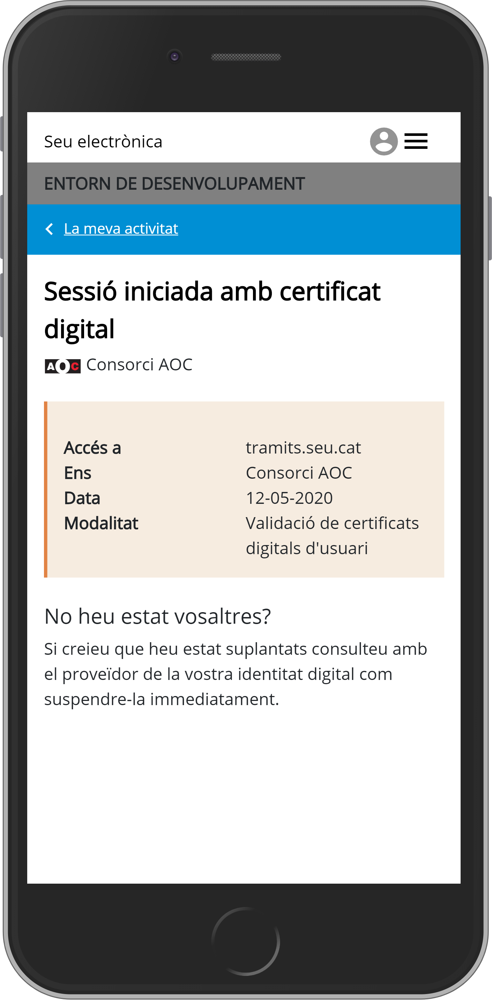 Seu electrònica
ENTORN DE DESENVOLUPAMENT
La meva activitat
Sessió iniciada amb certificat
digital
AOC Consorci AOC
Accés a tramits.seu.cat
Ens Consorci AOC
Data 12-05-2020
Modalitat Validació de certificats
digitals d'usuari
No heu estat vosaltres?
Si creieu que heu estat suplantats consulteu amb
el proveïdor de la vostra identitat digital com
suspendre-la immediatament.